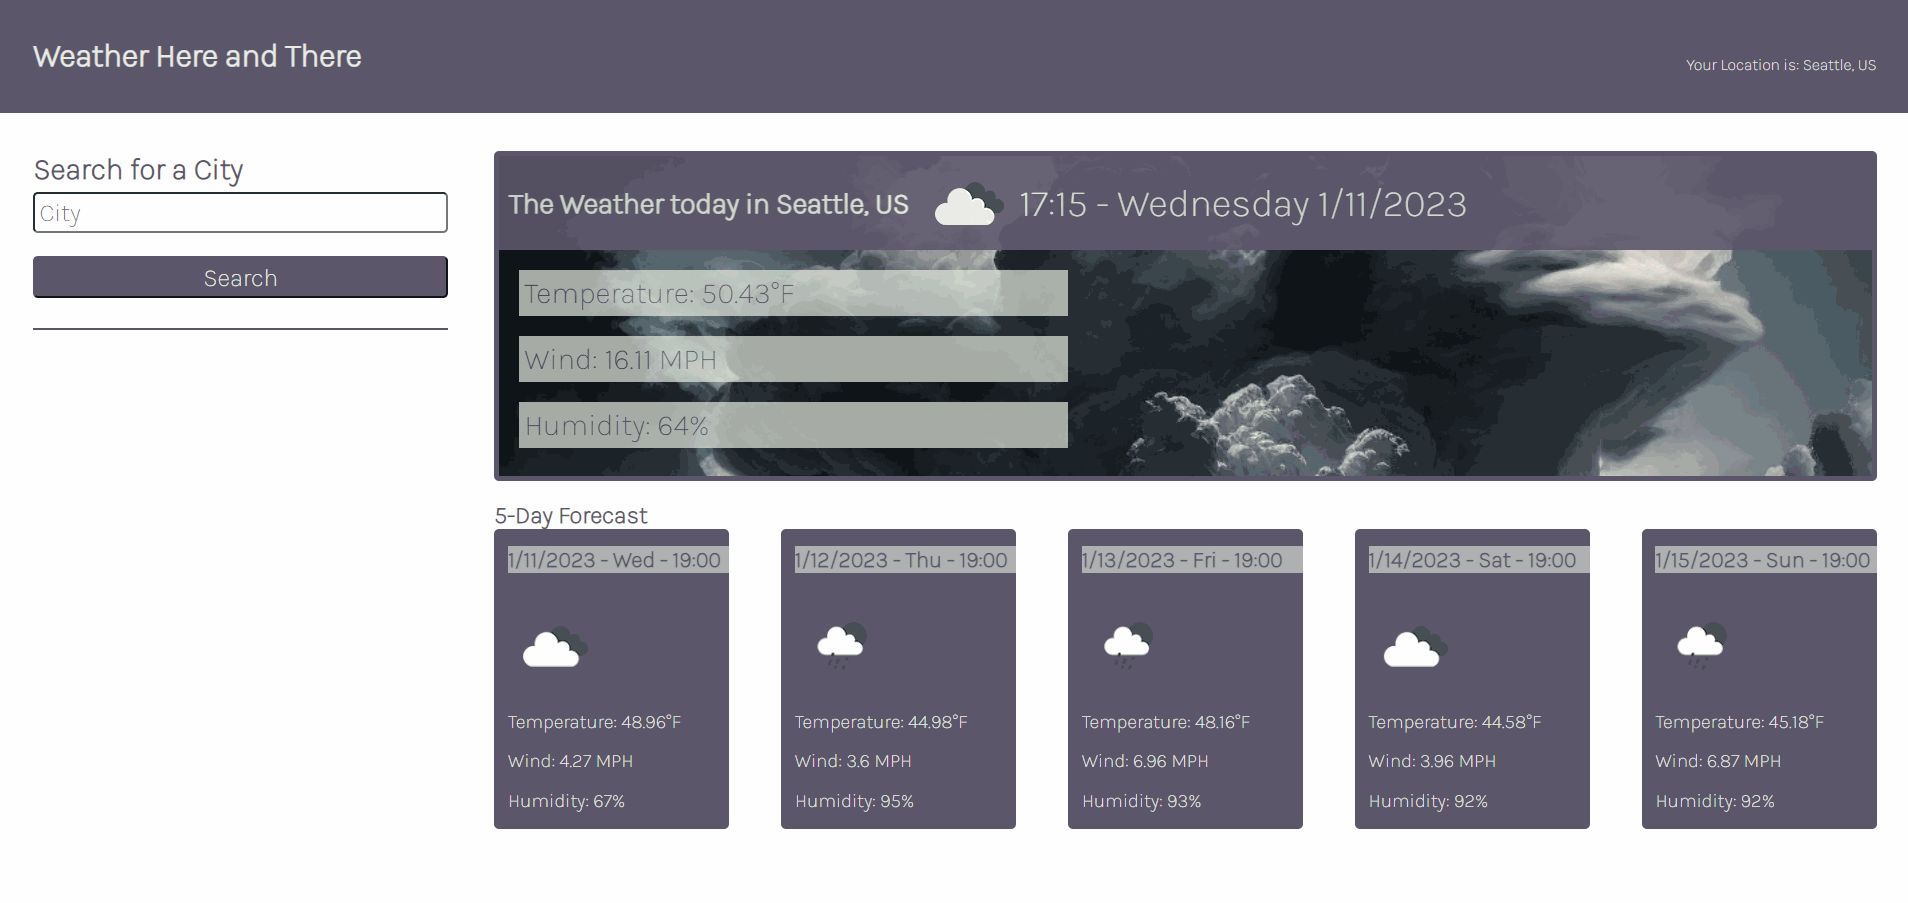 Weather Here and There
Your Location is: Seattle, US
Search for a City
City
Search
The Weather today in Seattle, US
17:15 - Wednesday 1/11/2023
Temperature: 50.43°F
Wind: 16.11 MPH
Humidity: 64%
5-Day Forecast
1/11/2023 - Wed - 19:00
Temperature: 48.96°F
Wind: 4.27 MPH
Humidity: 67%
1/12/2023 - Thu - 19:00
Temperature: 44.98°F
Wind: 3.6 MPH
Humidity: 95%
1/13/2023 - Fri - 19:00
Temperature: 48.16°F
Wind: 6.96 MPH
Humidity: 93%
1/14/2023 - Sat - 19:00
Temperature: 44.58°F
Wind: 3.96 MPH
Humidity: 92%
1/15/2023 - Sun - 19:00
Temperature: 45.18°F
Wind: 6.87 MPH
Humidity: 92%